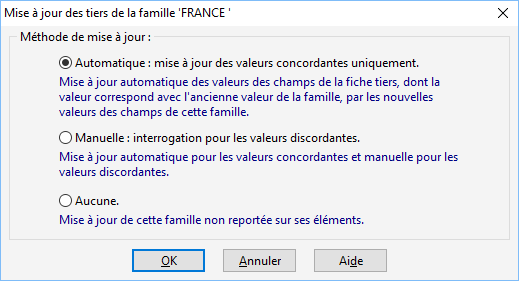 Mise à jour des tiers de la famille 'FRANCE '
Méthode de mise à jour :
Automatique : mise à jour des valeurs concordantes uniquement.
Mise à jour automatique des valeurs des champs de la fiche tiers, dont la
valeur correspond avec l'ancienne valeur de la famille, par les nouvelles
valeurs des champs de cette famille.
Manuelle : interrogation pour les valeurs discordantes.
Mise à jour automatique pour les valeurs concordantes et manuelle pour les
valeurs discordantes.
Aucune.
Mise à jour de cette famille non reportée sur ses éléments.
OK Annuler Aide